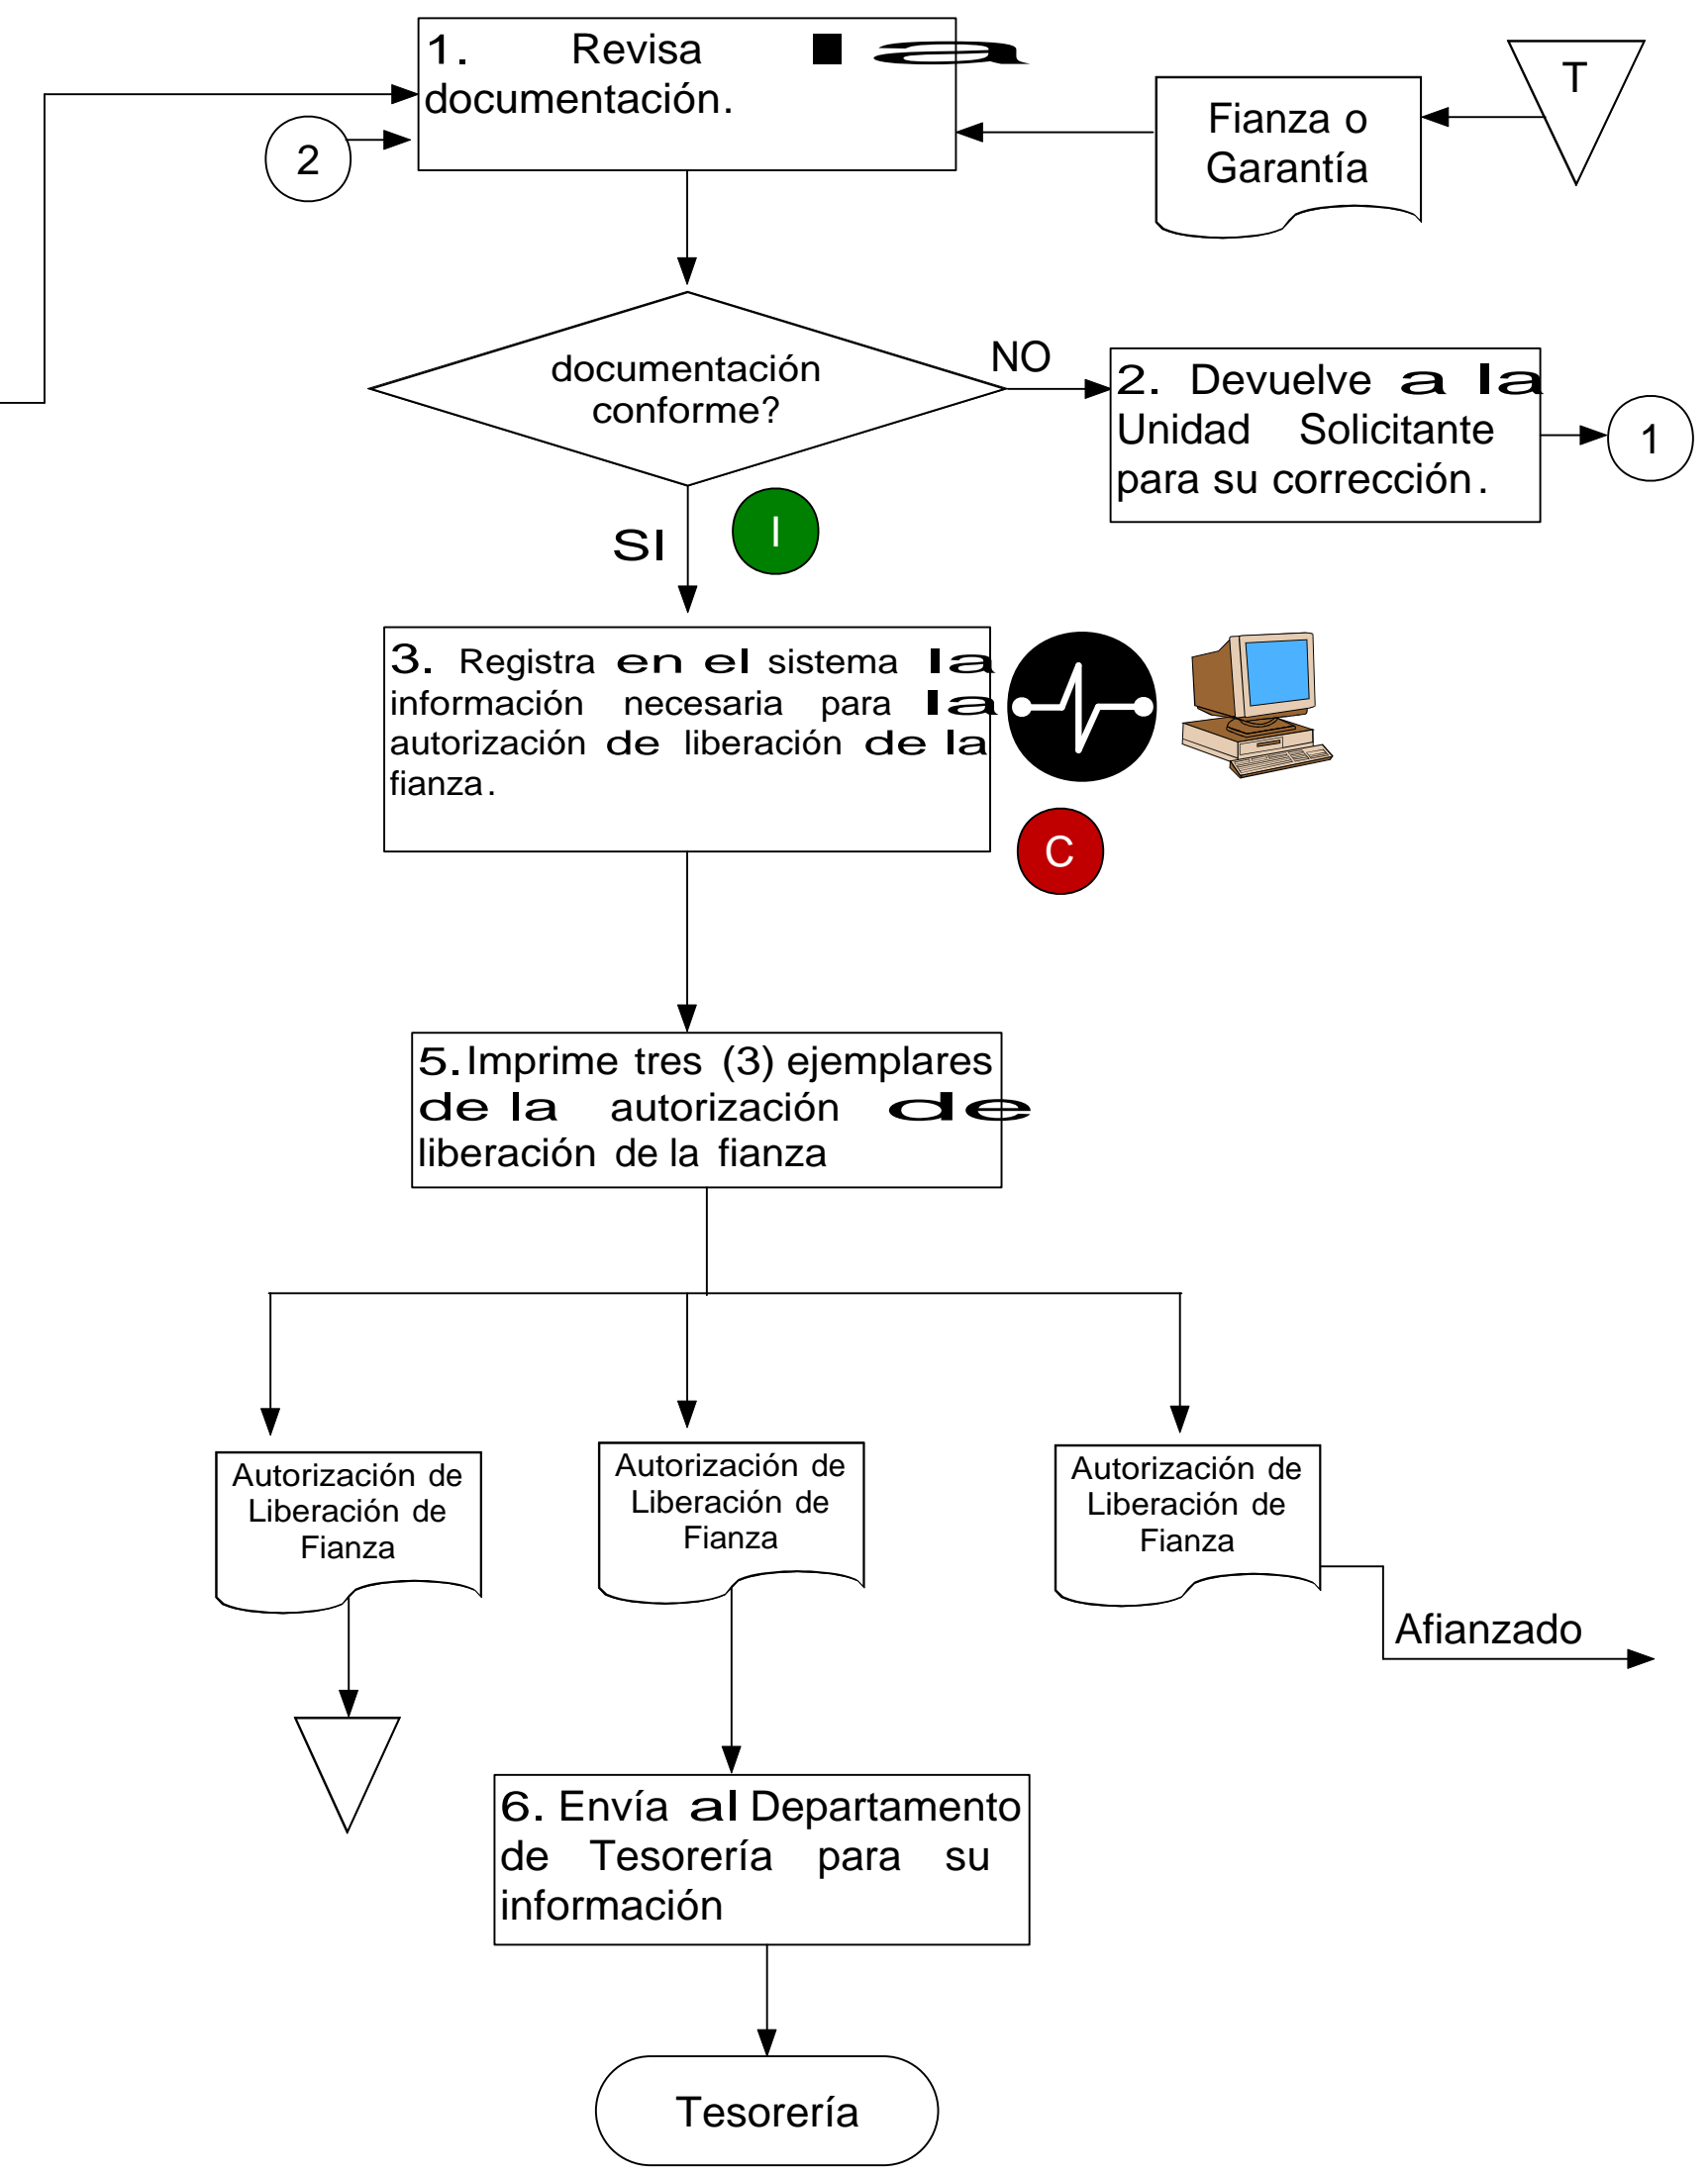 1. Revisa la
documentación.
2
Fianza o
Garantía
T
documentación
conforme?
NO
2. Devuelve a la
Unidad Solicitante
para su corrección.
1
SI
I
3. Registra en el sistema la
información necesaria para la
autorización de liberación de la
fianza.
C
5. Imprime tres (3) ejemplares
de la autorización de
liberación de la fianza
Autorización de
Liberación de
Fianza
Autorización de
Liberación de
Fianza
Autorización de
Liberación de
Fianza
Afianzado
6. Envía al Departamento
de Tesorería para su
información
Tesorería